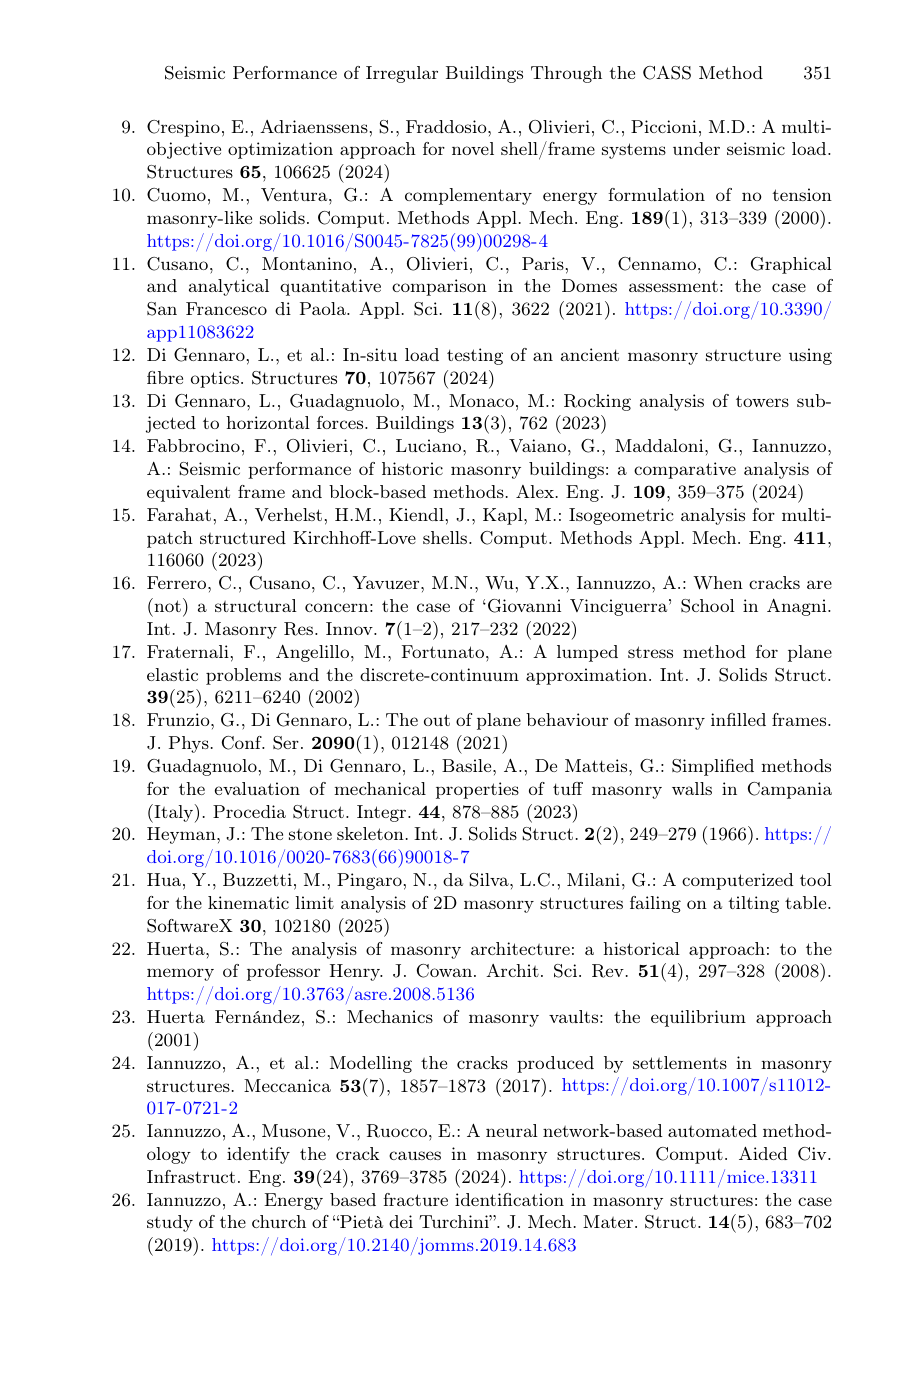 Seismic Performance of Irregular Buildings Through the CASS Method 351
9. Crespino, E., Adriaenssens, S., Fraddosio, A., Olivieri, C., Piccioni, M.D.: A multi-
objective optimization approach for novel shell/frame systems under seismic load.
Structures 65, 106625 (2024)
10. Cuomo, M., Ventura, G.: A complementary energy formulation of no tension
masonry-like solids. Comput. Methods Appl. Mech. Eng. 189(1), 313–339 (2000).
https://doi.org/10.1016/S0045-7825(99)00298-4
11. Cusano, C., Montanino, A., Olivieri, C., Paris, V., Cennamo, C.: Graphical
and analytical quantitative comparison in the Domes assessment: the case of
San Francesco di Paola. Appl. Sci. 11(8), 3622 (2021). https://doi.org/10.3390/
app11083622
12. Di Gennaro, L., et al.: In-situ load testing of an ancient masonry structure using
fibre optics. Structures 70, 107567 (2024)
13. Di Gennaro, L., Guadagnuolo, M., Monaco, M.: Rocking analysis of towers sub-
jected to horizontal forces. Buildings 13(3), 762 (2023)
14. Fabbrocino, F., Olivieri, C., Luciano, R., Vaiano, G., Maddaloni, G., Iannuzzo,
A.: Seismic performance of historic masonry buildings: a comparative analysis of
equivalent frame and block-based methods. Alex. Eng. J. 109, 359–375 (2024)
15. Farahat, A., Verhelst, H.M., Kiendl, J., Kapl, M.: Isogeometric analysis for multi-
patch structured Kirchhoff-Love shells. Comput. Methods Appl. Mech. Eng. 411,
116060 (2023)
16. Ferrero, C., Cusano, C., Yavuzer, M.N., Wu, Y.X., Iannuzzo, A.: When cracks are
(not) a structural concern: the case of ‘Giovanni Vinciguerra’ School in Anagni.
Int. J. Masonry Res. Innov. 7(1–2), 217–232 (2022)
17. Fraternali, F., Angelillo, M., Fortunato, A.: A lumped stress method for plane
elastic problems and the discrete-continuum approximation. Int. J. Solids Struct.
39(25), 6211–6240 (2002)
18. Frunzio, G., Di Gennaro, L.: The out of plane behaviour of masonry infilled frames.
J. Phys. Conf. Ser. 2090(1), 012148 (2021)
19. Guadagnuolo, M., Di Gennaro, L., Basile, A., De Matteis, G.: Simplified methods
for the evaluation of mechanical properties of tuff masonry walls in Campania
(Italy). Procedia Struct. Integr. 44, 878–885 (2023)
20. Heyman, J.: The stone skeleton. Int. J. Solids Struct. 2(2), 249–279 (1966). https://
doi.org/10.1016/0020-7683(66)90018-7
21. Hua, Y., Buzzetti, M., Pingaro, N., da Silva, L.C., Milani, G.: A computerized tool
for the kinematic limit analysis of 2D masonry structures failing on a tilting table.
SoftwareX 30, 102180 (2025)
22. Huerta, S.: The analysis of masonry architecture: a historical approach: to the
memory of professor Henry. J. Cowan. Archit. Sci. Rev. 51(4), 297–328 (2008).
https://doi.org/10.3763/asre.2008.5136
23. Huerta Fernández, S.: Mechanics of masonry vaults: the equilibrium approach
(2001)
24. Iannuzzo, A., et al.: Modelling the cracks produced by settlements in masonry
structures. Meccanica 53(7), 1857–1873 (2017). https://doi.org/10.1007/s11012-
017-0721-2
25. Iannuzzo, A., Musone, V., Ruocco, E.: A neural network-based automated method-
ology to identify the crack causes in masonry structures. Comput. Aided Civ.
Infrastruct. Eng. 39(24), 3769–3785 (2024). https://doi.org/10.1111/mice.13311
26. Iannuzzo, A.: Energy based fracture identification in masonry structures: the case
study of the church of “Pietà dei Turchini”. J. Mech. Mater. Struct. 14(5), 683–702
(2019). https://doi.org/10.2140/jomms.2019.14.683